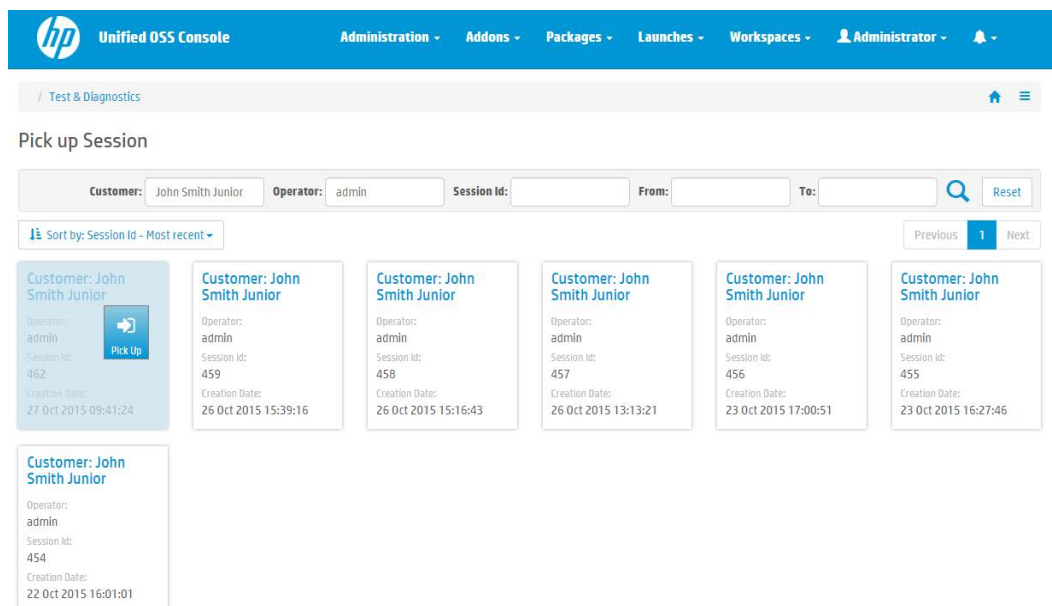 hp Unified OSS Console Administration Addons Packages Launches Workspaces Administrator
/ Test & Diagnostics
Pick up Session
Customer: John Smith Junior Operator: admin Session Id: From: To: Reset
Sort by: Session Id - Most recent Previous 1 Next
Customer: John
Smith Junior
Operator:
admin
Session Id:
462
Creation Date:
27 Oct 2015 09:41:24
Pick Up
Customer: John
Smith Junior
Operator:
admin
Session Id:
459
Creation Date:
26 Oct 2015 15:39:16
Customer: John
Smith Junior
Operator:
admin
Session Id:
458
Creation Date:
26 Oct 2015 15:16:43
Customer: John
Smith Junior
Operator:
admin
Session Id:
457
Creation Date:
26 Oct 2015 13:13:21
Customer: John
Smith Junior
Operator:
admin
Session Id:
456
Creation Date:
23 Oct 2015 17:00:51
Customer: John
Smith Junior
Operator:
admin
Session Id:
455
Creation Date:
23 Oct 2015 16:27:46
Customer: John
Smith Junior
Operator:
admin
Session Id:
454
Creation Date:
22 Oct 2015 16:01:01